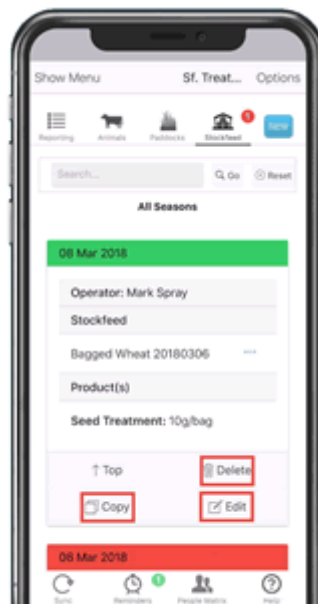 Show Menu Sf. Treat... Options
1
Reporting Animals Paddocks Stockfeed New
Search... Go Reset
All Seasons
08 Mar 2018
Operator: Mark Spray
Stockfeed
Bagged Wheat 20180306 ...
Product(s)
Seed Treatment: 10g/bag
↑ Top Delete
Copy Edit
08 Mar 2018
1
Sync Reminders People Matrix Help